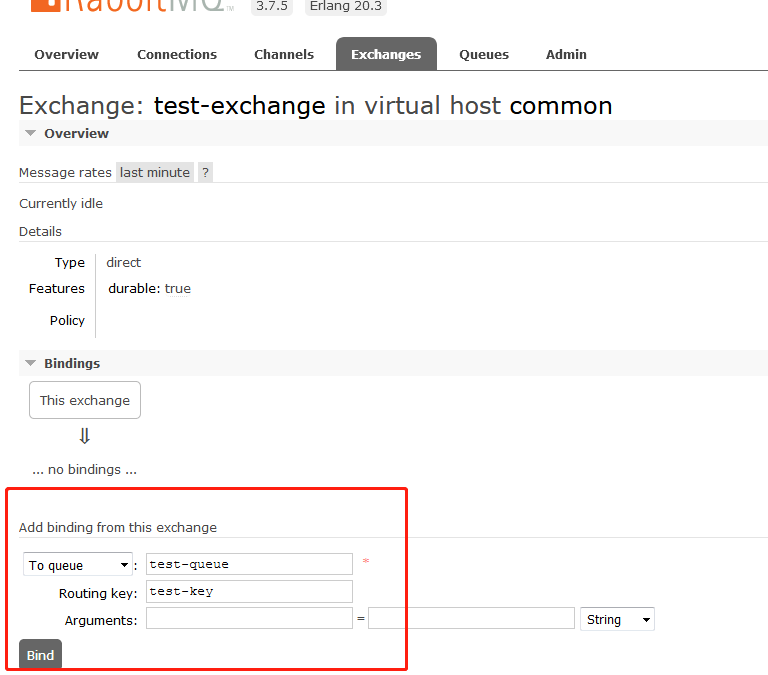 RabbitMQ TM 3.7.5 Erlang 20.3
Overview Connections Channels Exchanges Queues Admin
Exchange: test-exchange in virtual host common
Overview
Message rates last minute ?
Currently idle
Details
Type direct
Features durable: true
Policy
Bindings
This exchange
⇓
... no bindings ...
Add binding from this exchange
To queue : test-queue *
Routing key: test-key
Arguments: = String
Bind